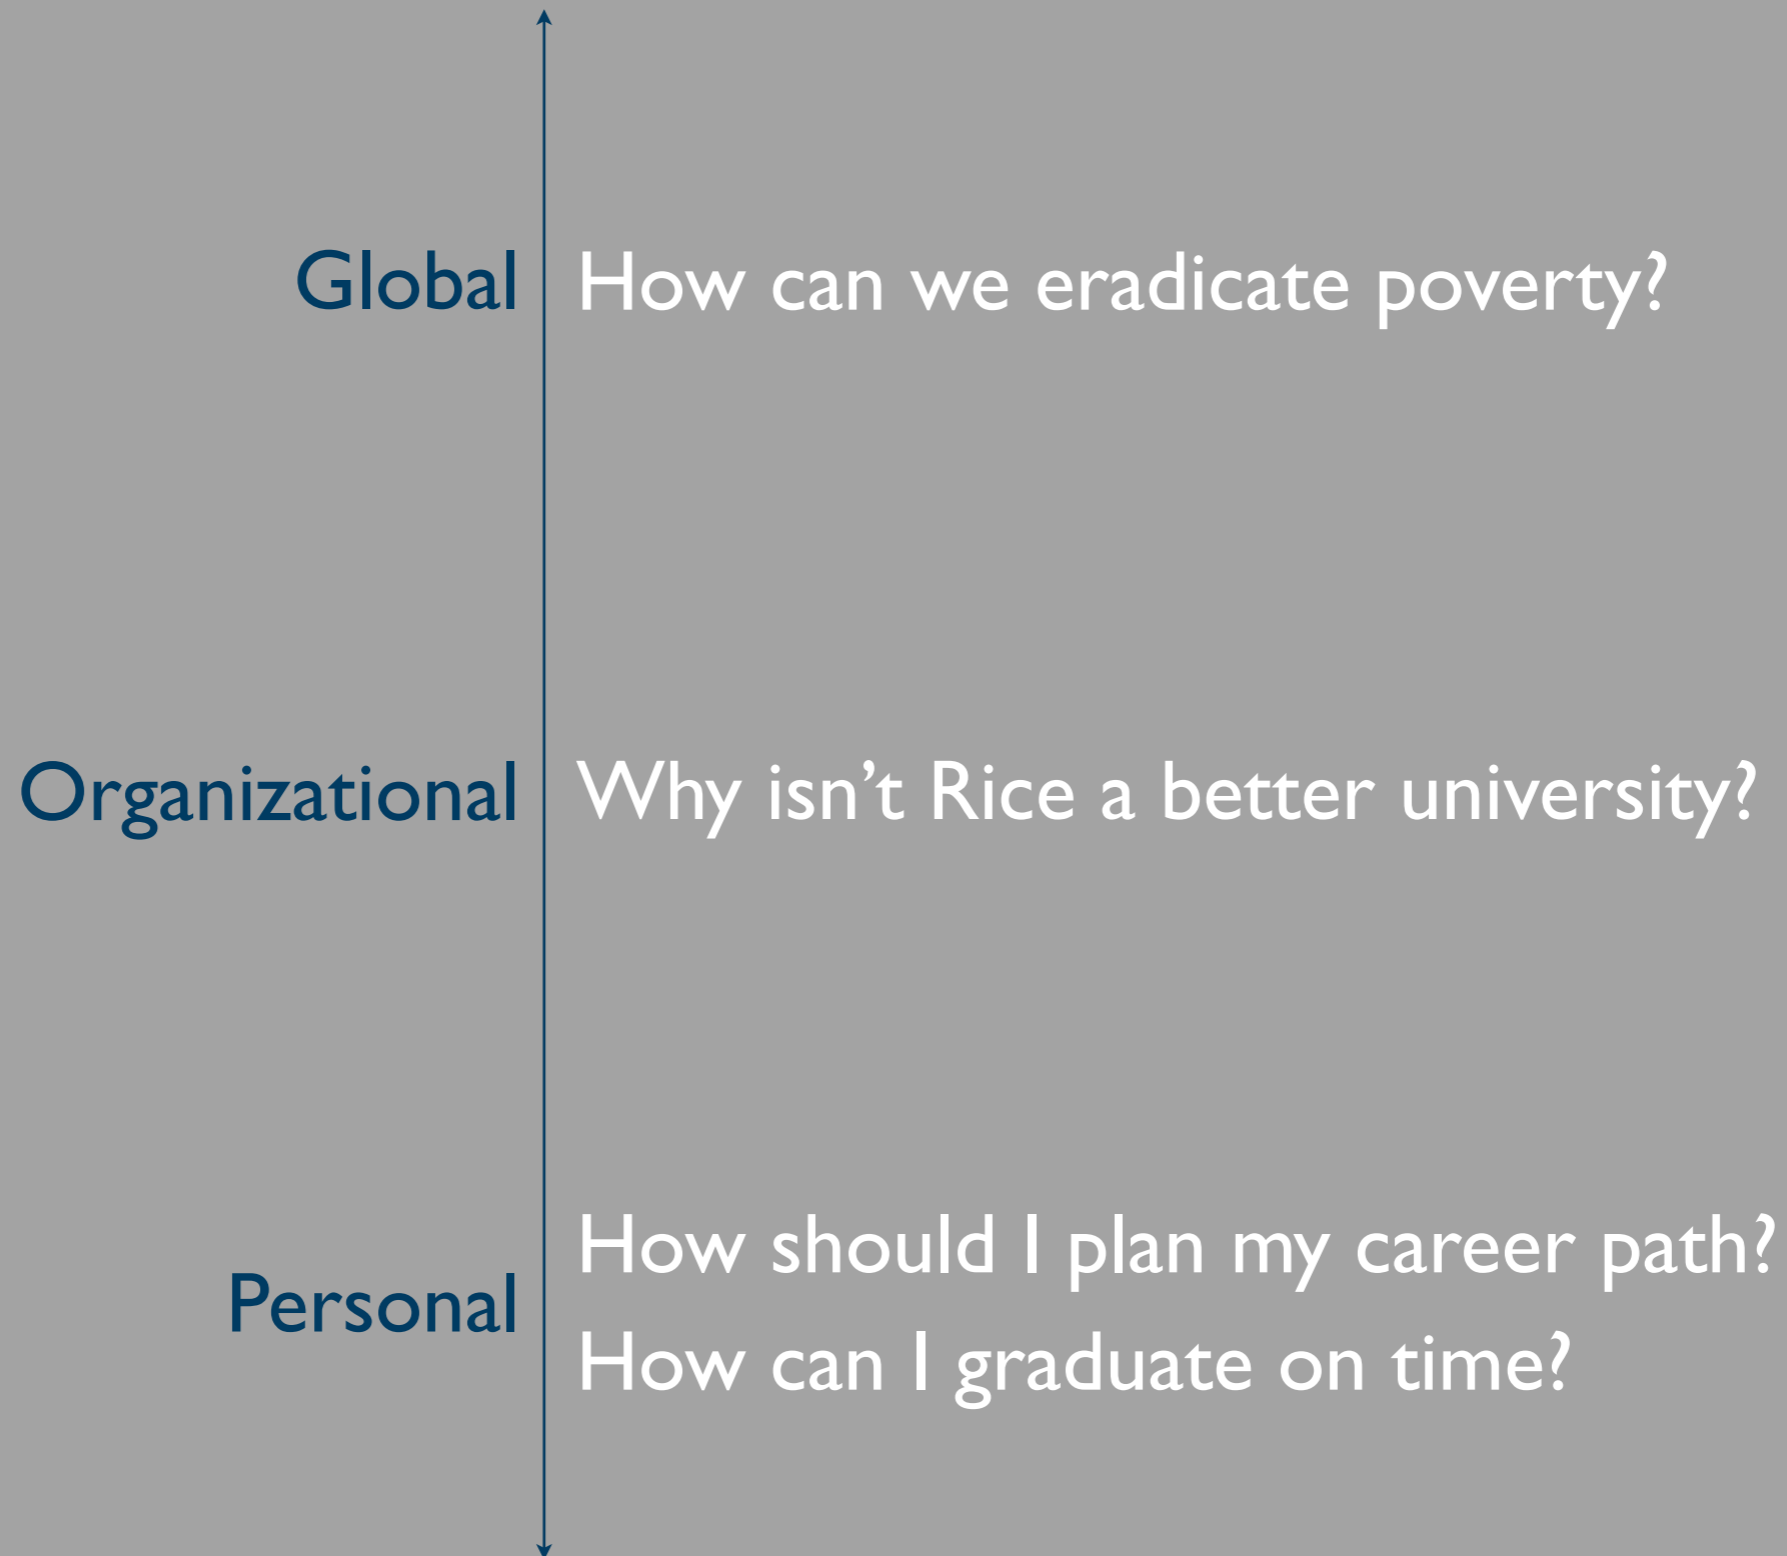 Global How can we eradicate poverty?
Organizational Why isn’t Rice a better university?
How should I plan my career path?
Personal
How can I graduate on time?